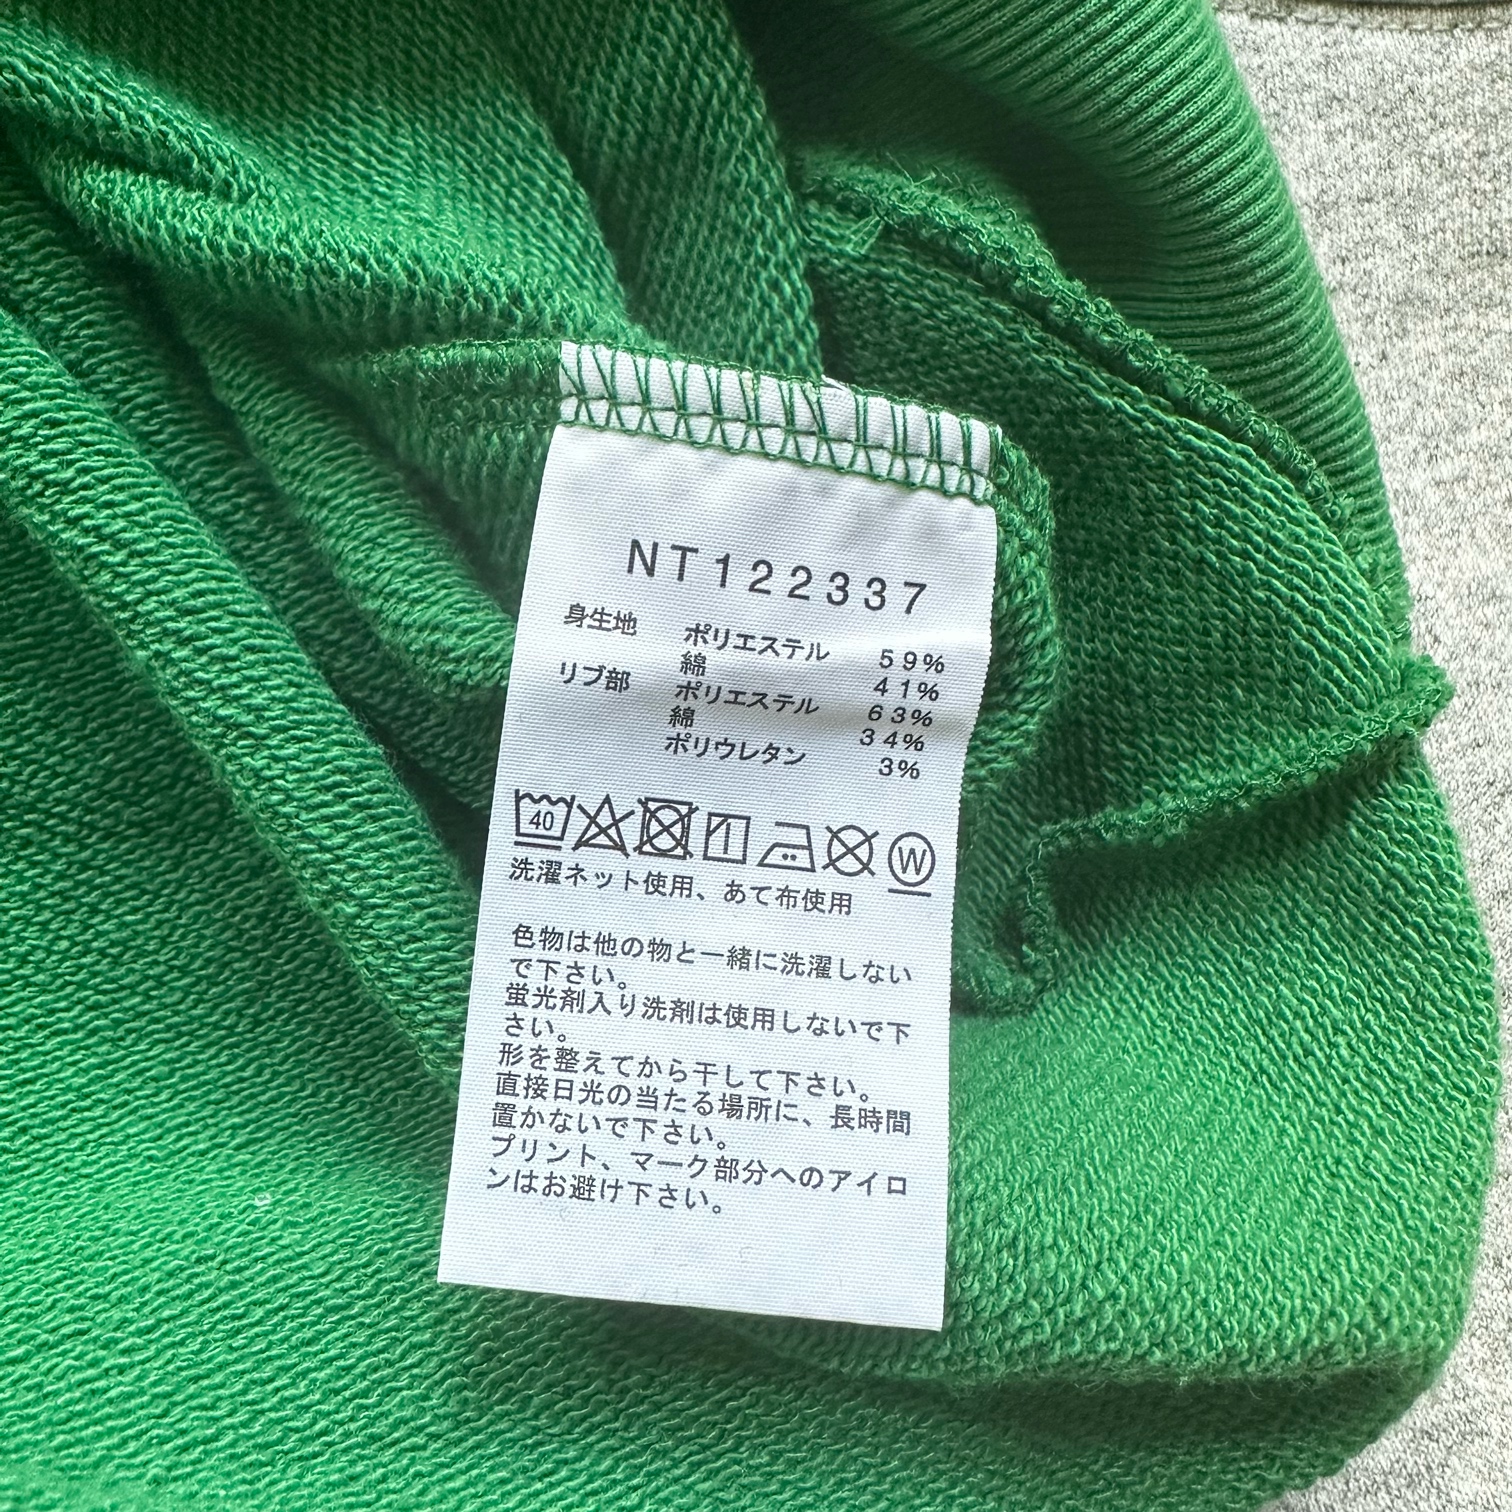 NT122337
身生地 ポリエステル 59%
綿 41%
リブ部 ポリエステル 63%
綿 34%
ポリウレタン 3%
40 W
洗濯ネット使用、あて布使用
色物は他の物と一緒に洗濯しない
で下さい。
蛍光剤入り洗剤は使用しないで下
さい。
形を整えてから干して下さい。
直接日光の当たる場所に、長時間
置かないで下さい。
プリント、マーク部分へのアイロ
ンはお避け下さい。